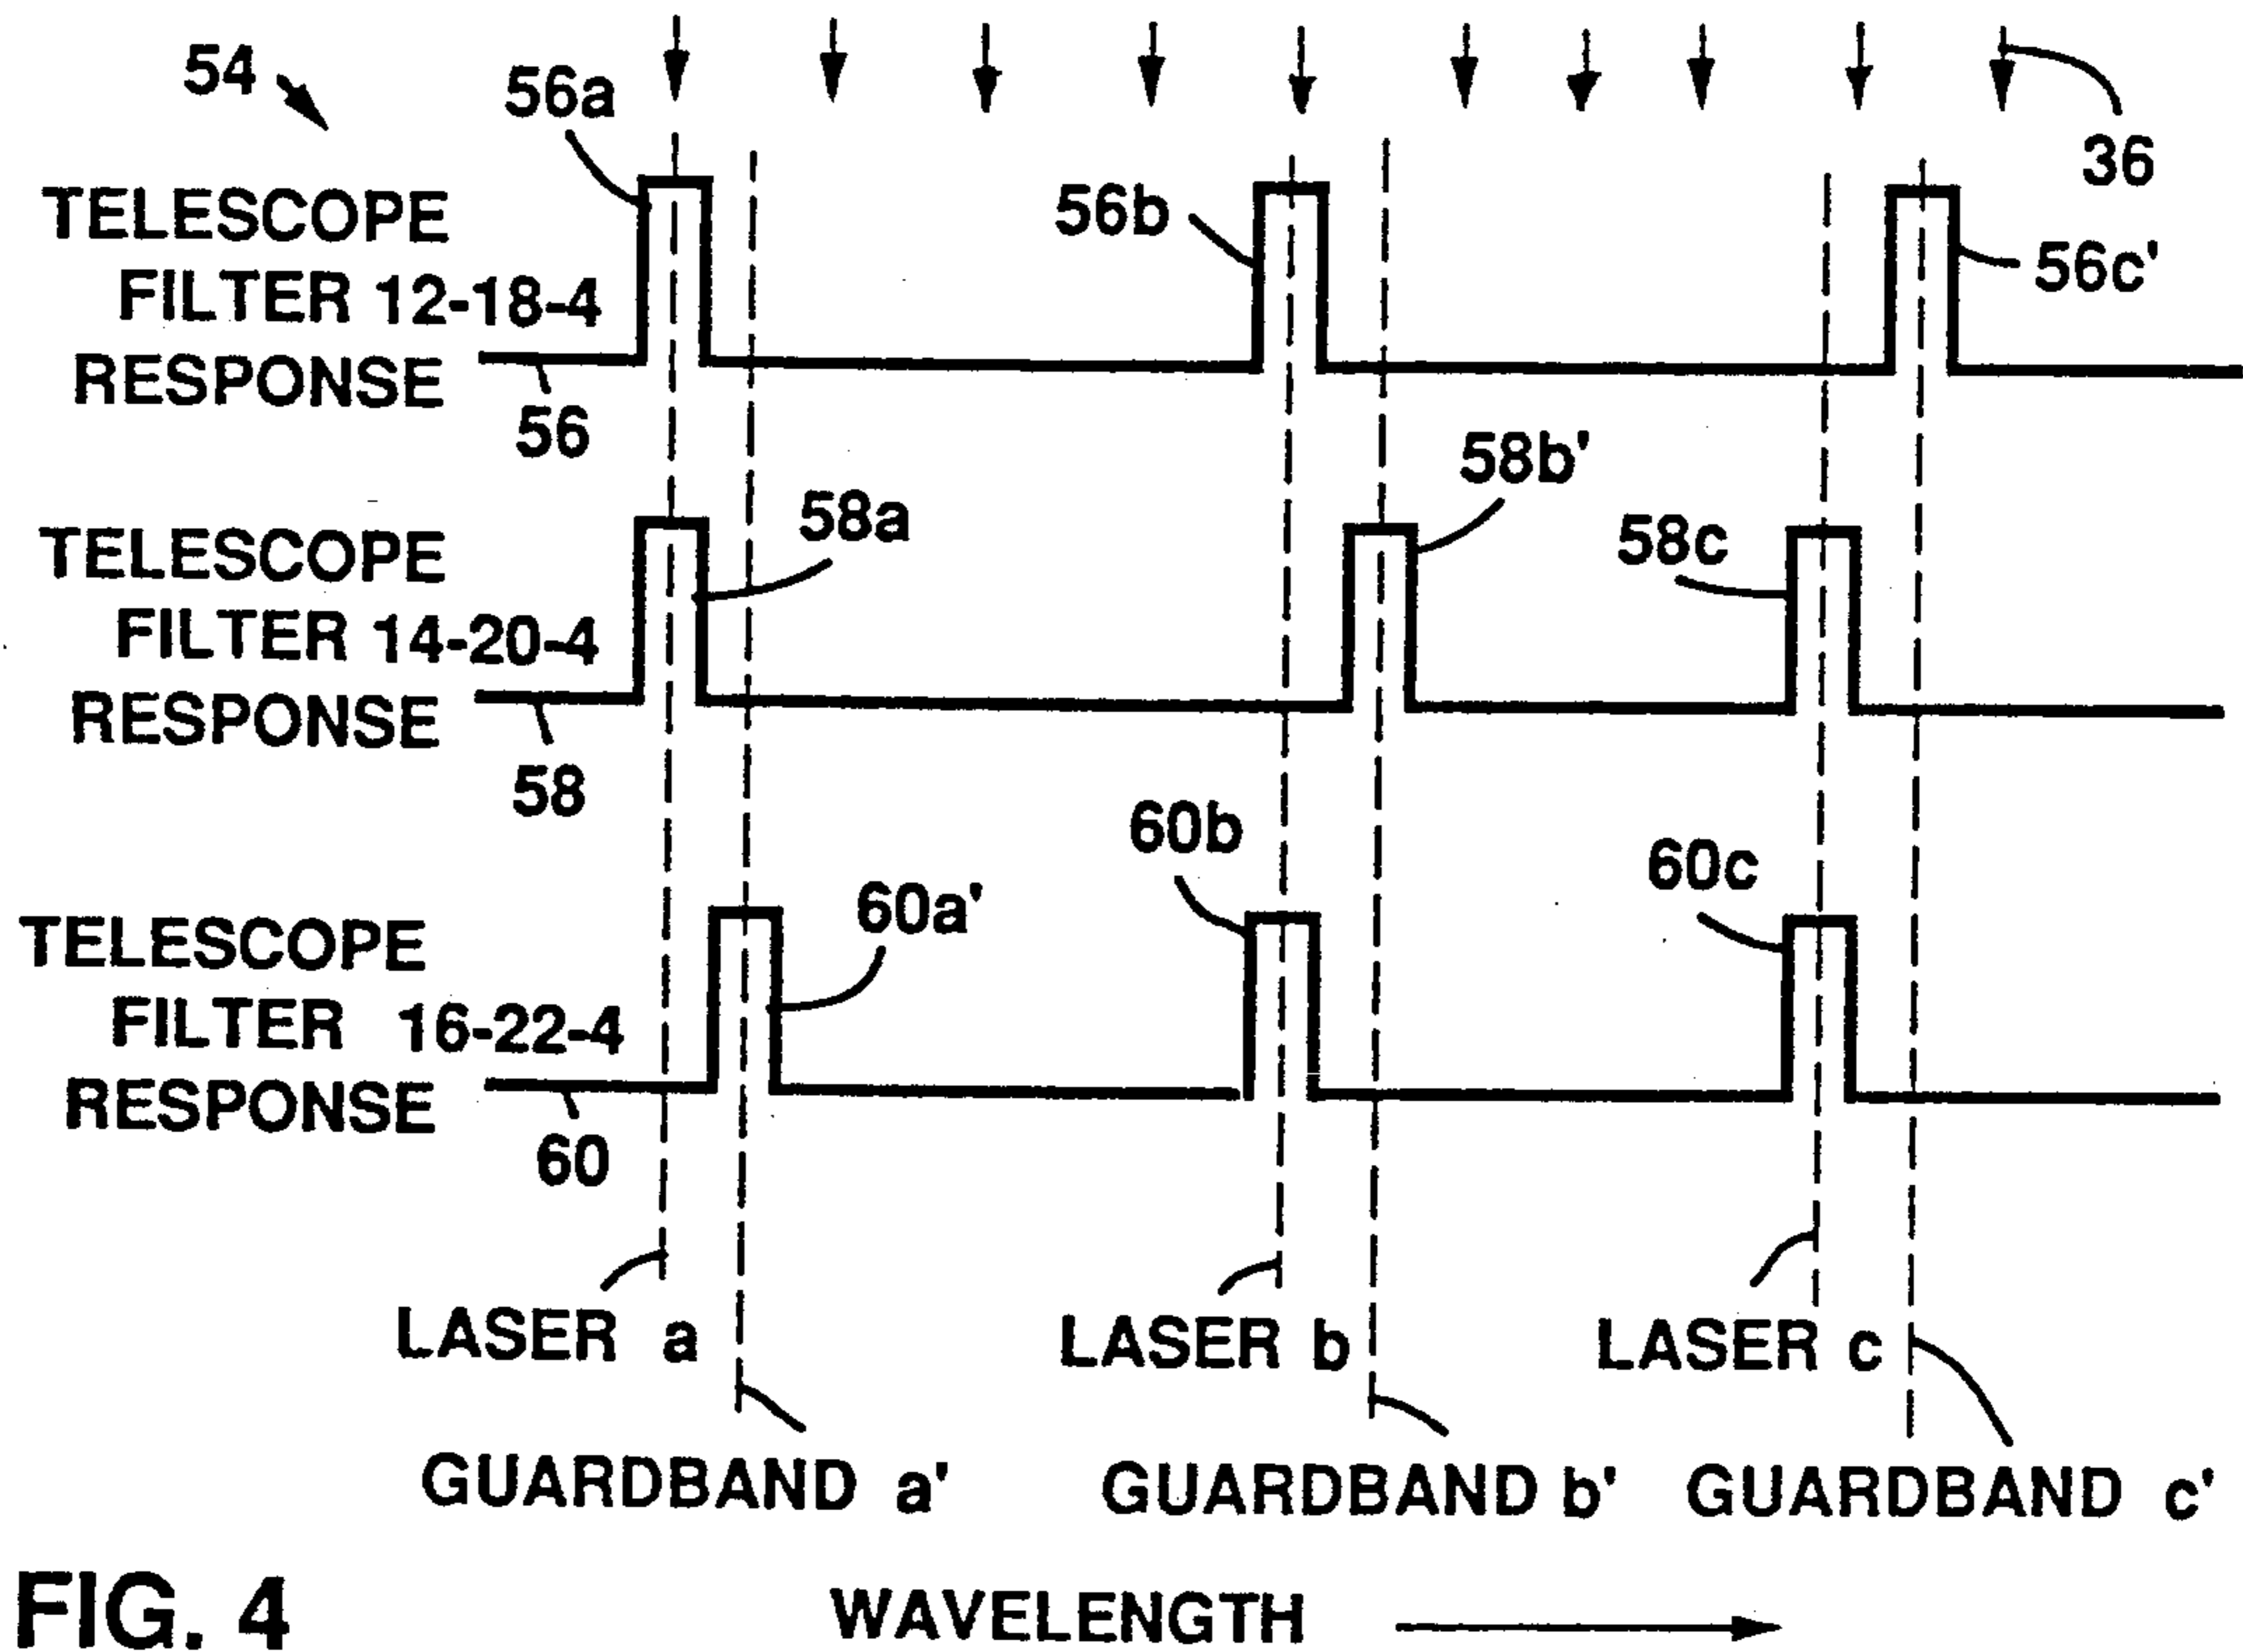 54
56a
36
TELESCOPE
FILTER 12-18-4
RESPONSE
56b
56c'
56
58b'
TELESCOPE
FILTER 14-20-4
RESPONSE
58a
58c
58
60b
60c
TELESCOPE
FILTER 16-22-4
RESPONSE
60a'
60
LASER a
LASER b
LASER c
GUARDBAND a'
GUARDBAND b'
GUARDBAND c'
FIG. 4
WAVELENGTH